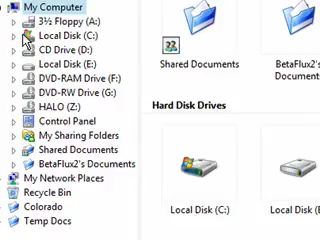 My Computer
3½ Floppy (A:)
Local Disk (C:)
CD Drive (D:)
Local Disk (E:)
DVD-RAM Drive (F:)
DVD-RW Drive (G:)
HALO (Z:)
Control Panel
My Sharing Folders
Shared Documents
BetaFlux2's Documents
My Network Places
Recycle Bin
Colorado
Temp Docs
Shared Documents
BetaFlux2's
Hard Disk Drives
Local Disk (C:)
Local Disk (E